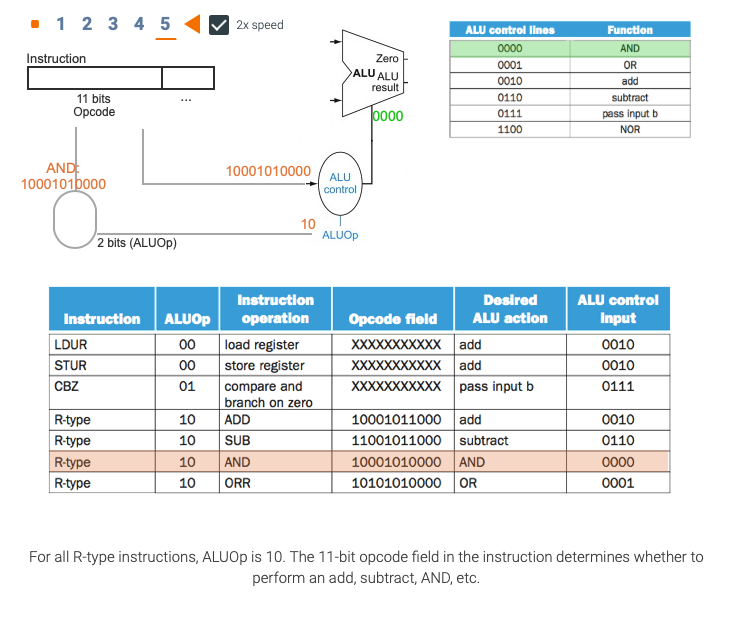 1 2 3 4 5 2x speed
Instruction
11 bits
Opcode
...
AND:
10001010000
2 bits (ALUOp)
10001010000
10
ALU
control
ALUOp
Zero
ALU ALU
result
0000
ALU control lines Function
0000 AND
0001 OR
0010 add
0110 subtract
0111 pass input b
1100 NOR
Instruction ALUOp Instruction operation Opcode field Desired ALU action ALU control input
LDUR 00 load register XXXXXXXXXXX add 0010
STUR 00 store register XXXXXXXXXXX add 0010
CBZ 01 compare and XXXXXXXXXXX pass input b 0111
branch on zero
R-type 10 ADD 10001011000 add 0010
R-type 10 SUB 11001011000 subtract 0110
R-type 10 AND 10001010000 AND 0000
R-type 10 ORR 10101010000 OR 0001
For all R-type instructions, ALUOp is 10. The 11-bit opcode field in the instruction determines whether to
perform an add, subtract, AND, etc.